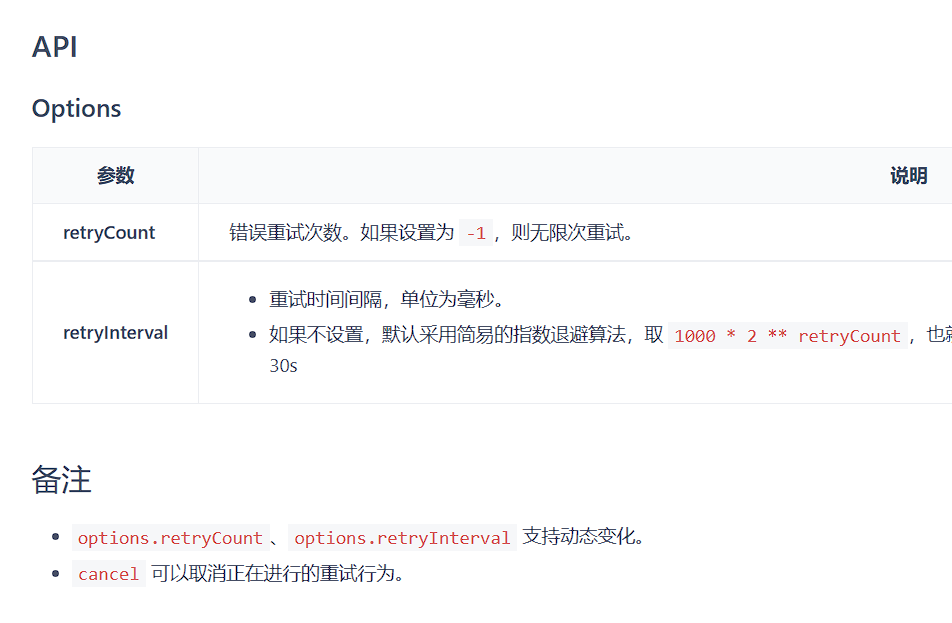 API
Options
参数 说明
retryCount 错误重试次数。如果设置为 -1，则无限次重试。
重试时间间隔，单位为毫秒。
retryInterval
如果不设置，默认采用简易的指数退避算法，取 1000 * 2 ** retryCount，也
30s
备注
options.retryCount、options.retryInterval 支持动态变化。
cancel 可以取消正在进行的重试行为。